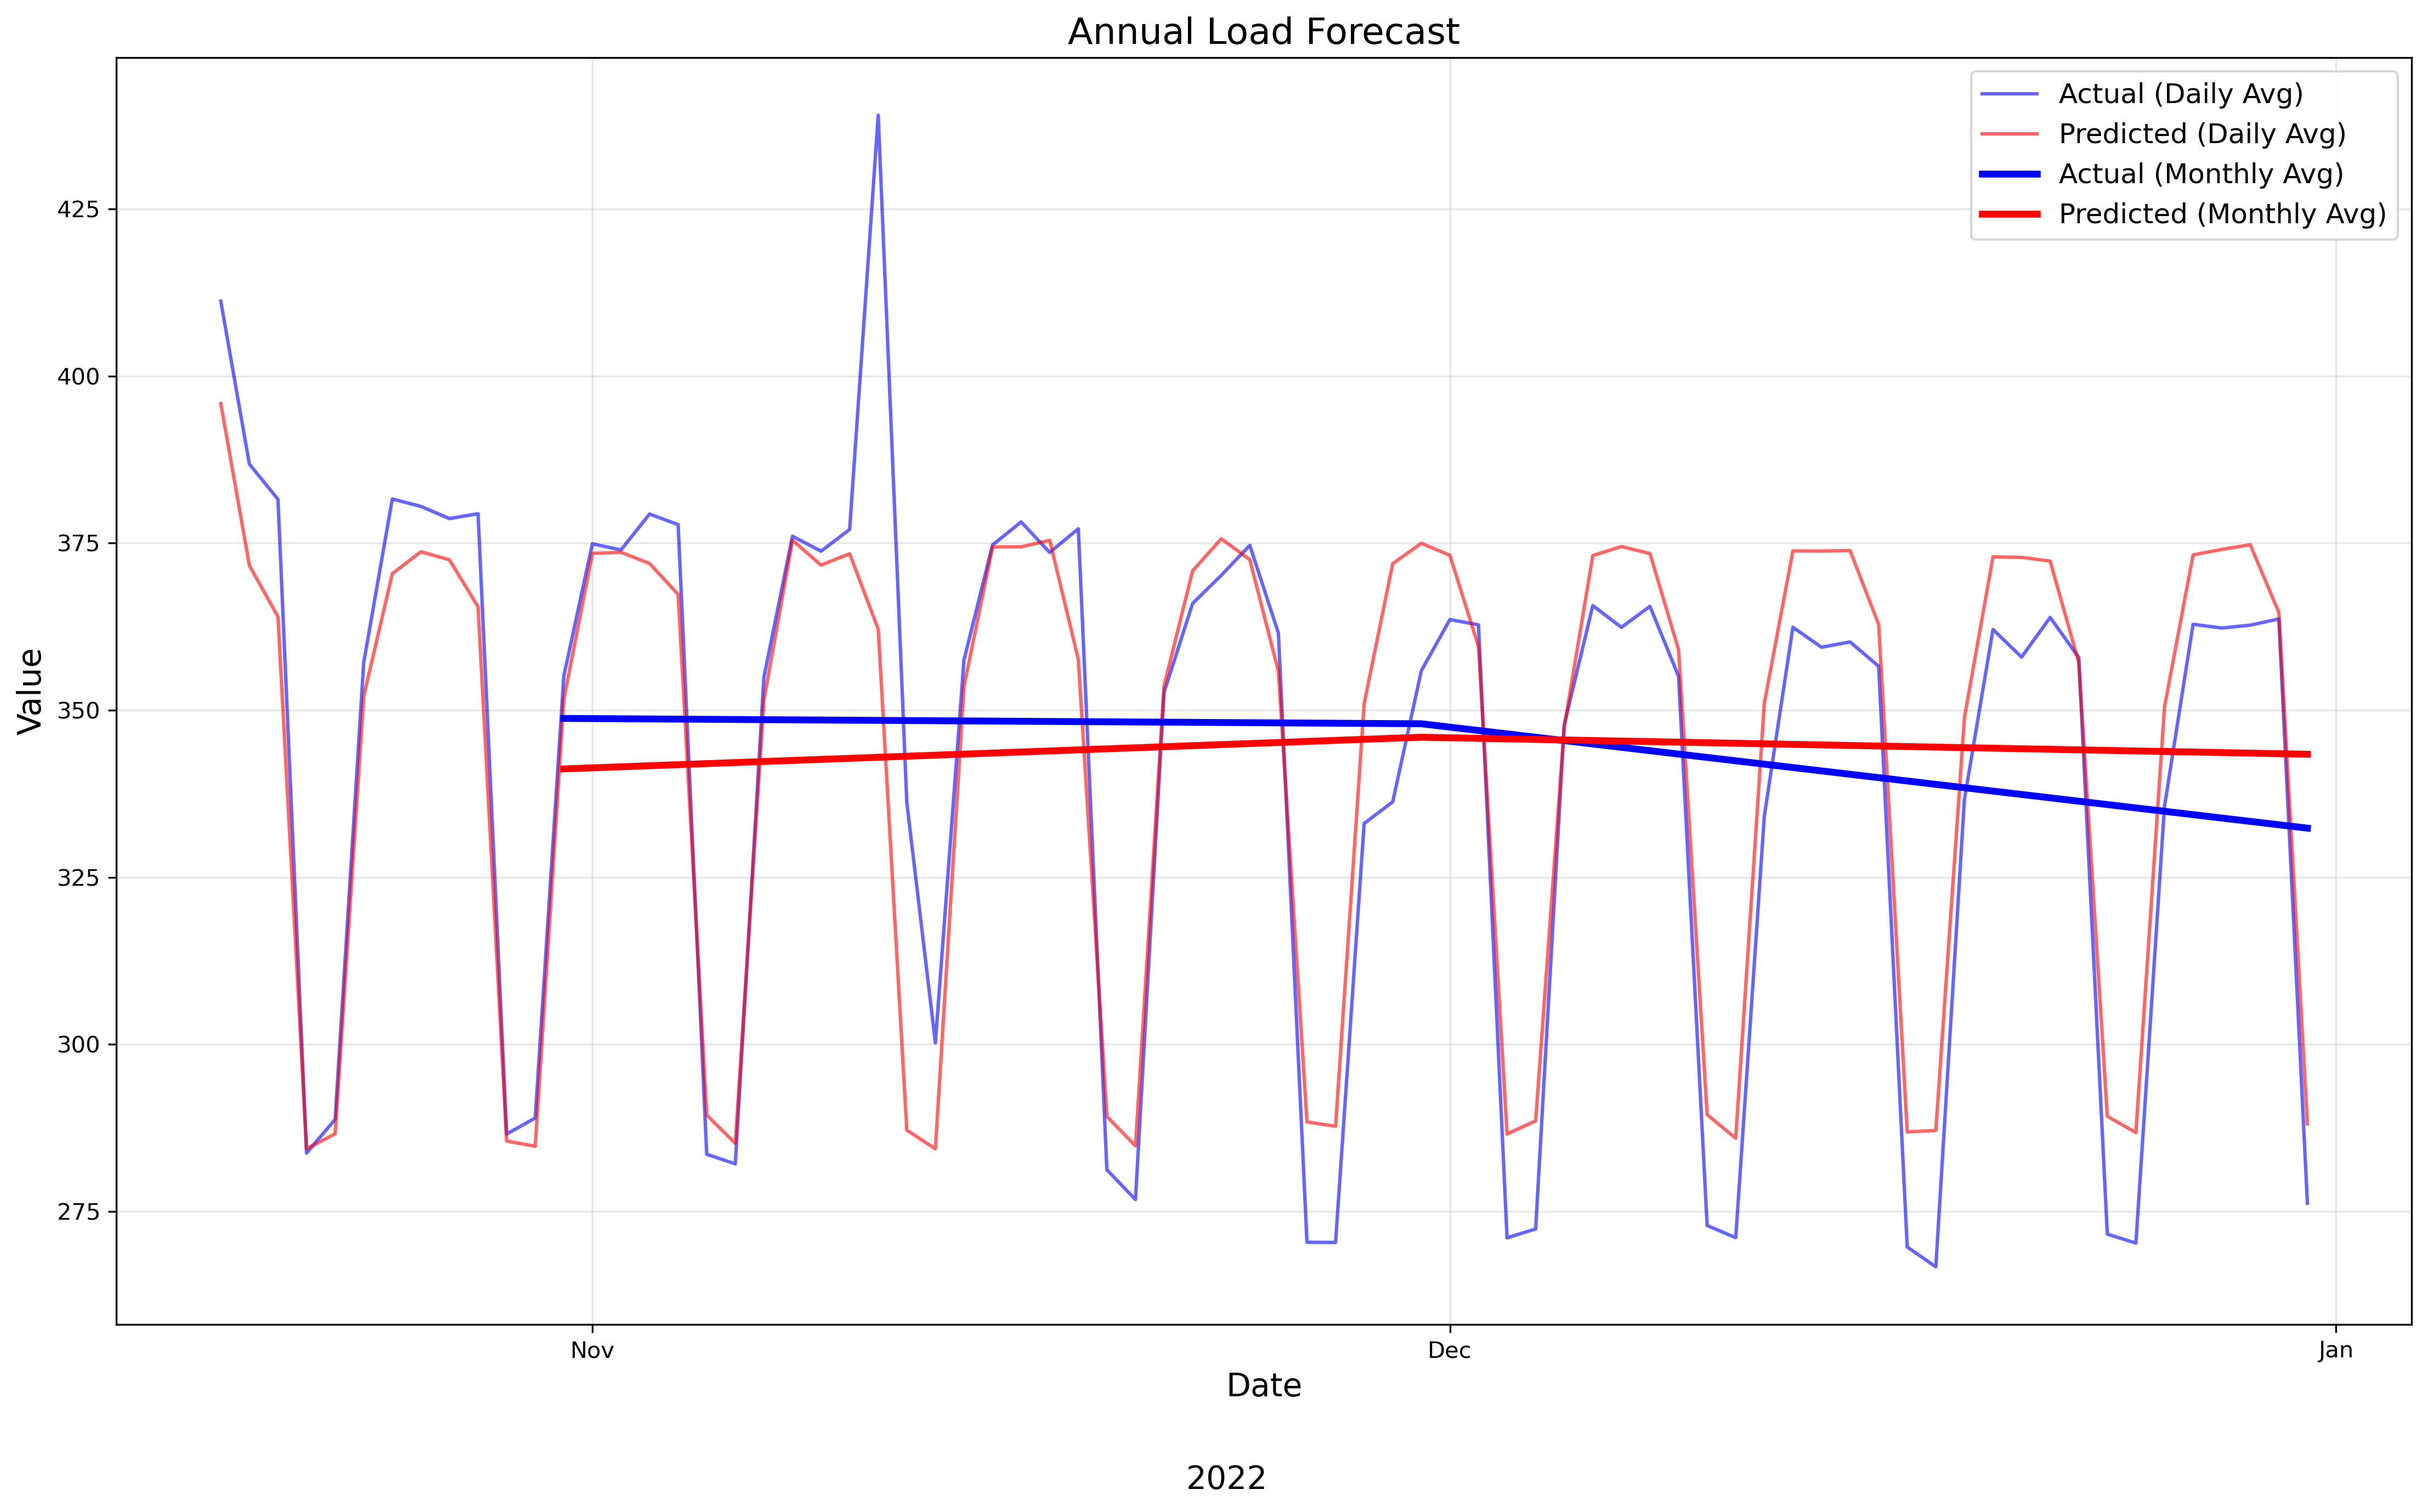 Annual Load Forecast
Actual (Daily Avg)
Predicted (Daily Avg)
Actual (Monthly Avg)
Predicted (Monthly Avg)
Value
425
400
375
350
325
300
275
Nov
Dec
Jan
Date
2022